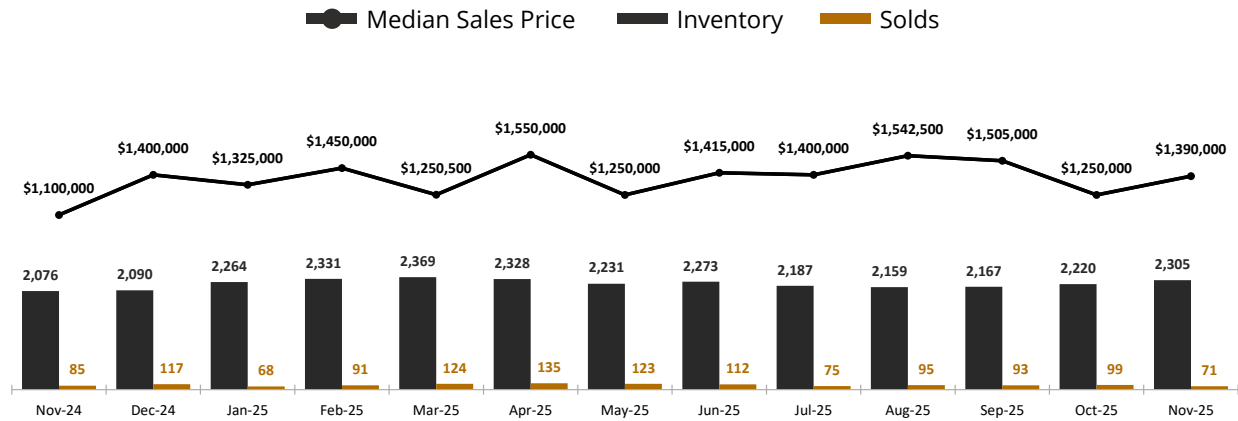 Median Sales Price Inventory Solds
$1,100,000 $1,400,000 $1,325,000 $1,450,000 $1,250,500 $1,550,000 $1,250,000 $1,415,000 $1,400,000 $1,542,500 $1,505,000 $1,250,000 $1,390,000
2,076 2,090 2,264 2,331 2,369 2,328 2,231 2,273 2,187 2,159 2,167 2,220 2,305
85 117 68 91 124 135 123 112 75 95 93 99 71
Nov-24 Dec-24 Jan-25 Feb-25 Mar-25 Apr-25 May-25 Jun-25 Jul-25 Aug-25 Sep-25 Oct-25 Nov-25